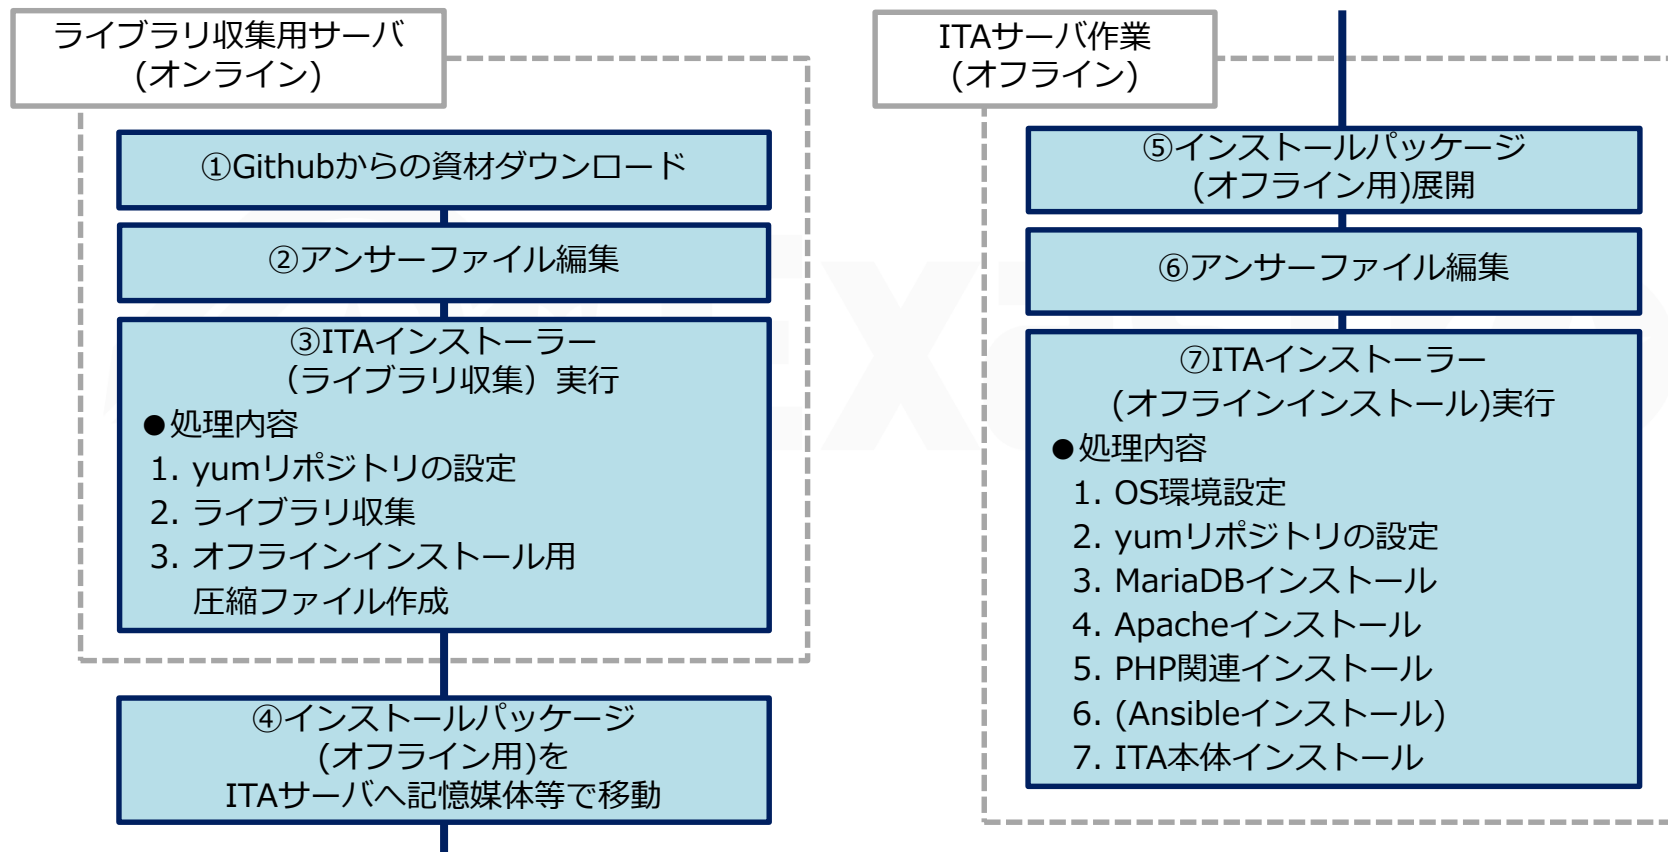 ライブラリ収集用サーバ
(オンライン)
①Githubからの資材ダウンロード
②アンサーファイル編集
③ITAインストーラー
（ライブラリ収集）実行
●処理内容
1. yumリポジトリの設定
2. ライブラリ収集
3. オフラインインストール用
圧縮ファイル作成
④インストールパッケージ
(オフライン用)を
ITAサーバへ記憶媒体等で移動
ITAサーバ作業
(オフライン)
⑤インストールパッケージ
(オフライン用)展開
⑥アンサーファイル編集
⑦ITAインストーラー
(オフラインインストール)実行
●処理内容
1. OS環境設定
2. yumリポジトリの設定
3. MariaDBインストール
4. Apacheインストール
5. PHP関連インストール
6. (Ansibleインストール)
7. ITA本体インストール